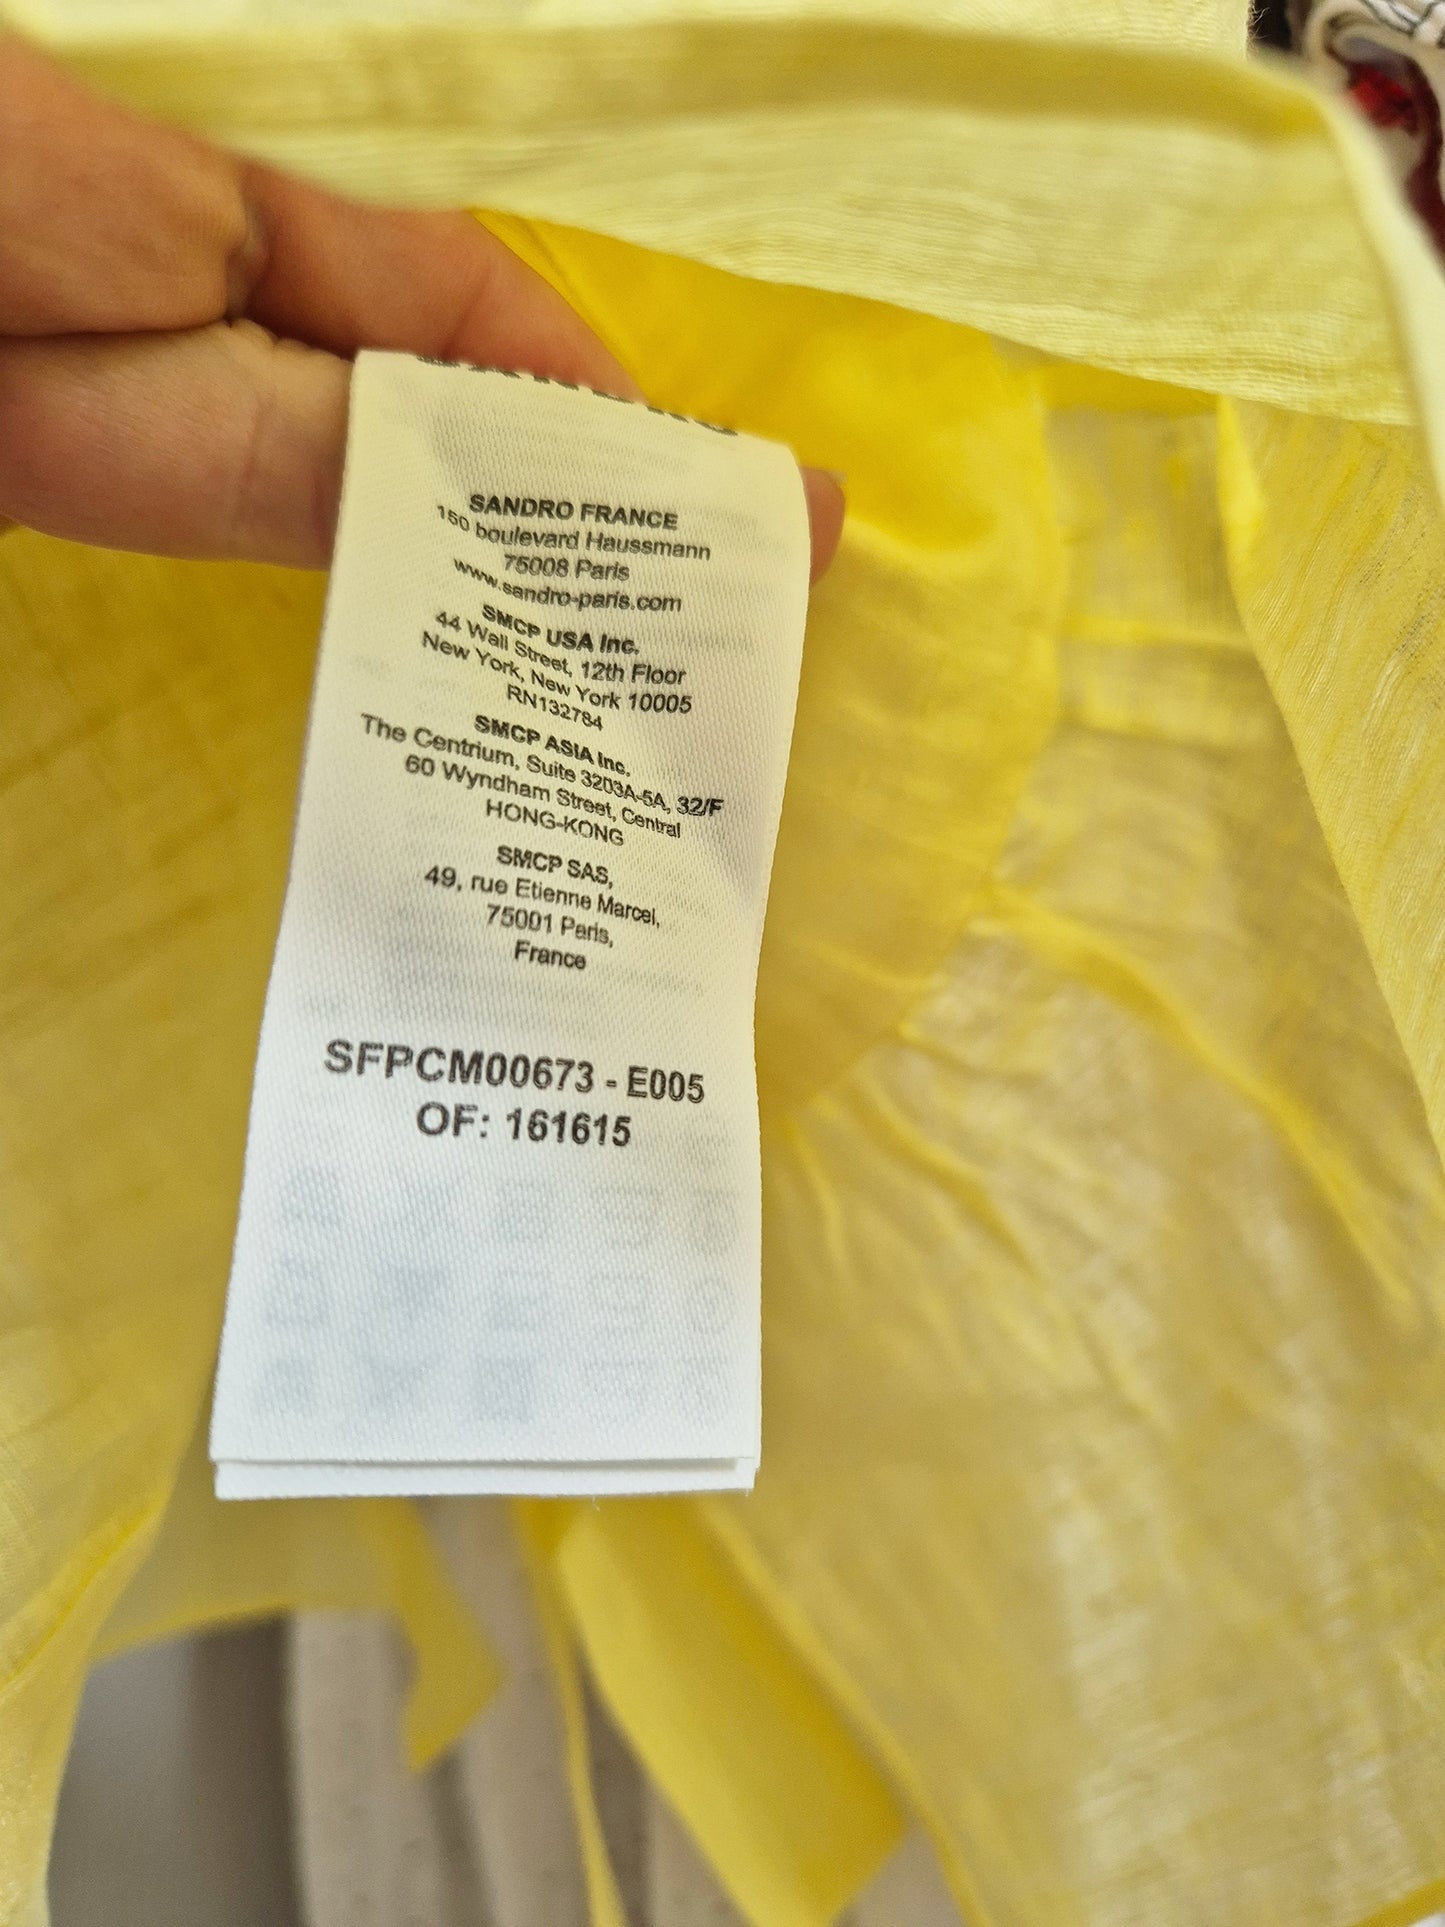 SANDRO FRANCE
150 boulevard Haussmann
75008 Paris
www.sandro-paris.com
SMCP USA Inc.
44 Wall Street, 12th Floor
New York, New York 10005
RN132784
SMCP ASIA Inc.
The Centrium, Suite 3203A-5A, 32/F
60 Wyndham Street, Central
HONG-KONG
SMCP SAS,
49, rue Etienne Marcel,
75001 Paris,
France
SFPCM00673 - E005
OF: 161615